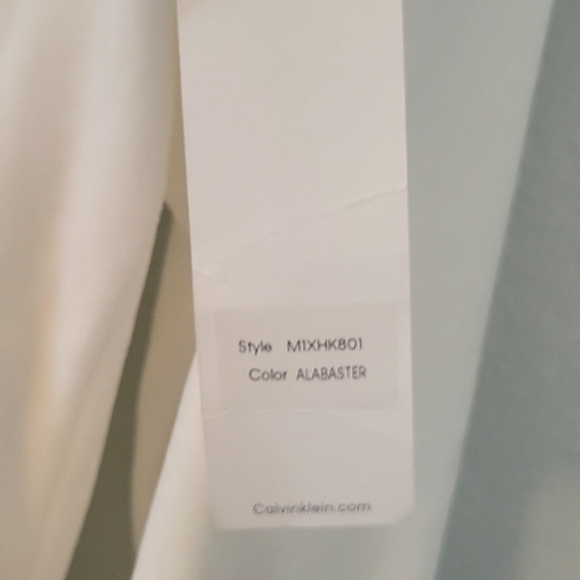 Style M1XHK801
Color ALABASTER
Calvinklein.com